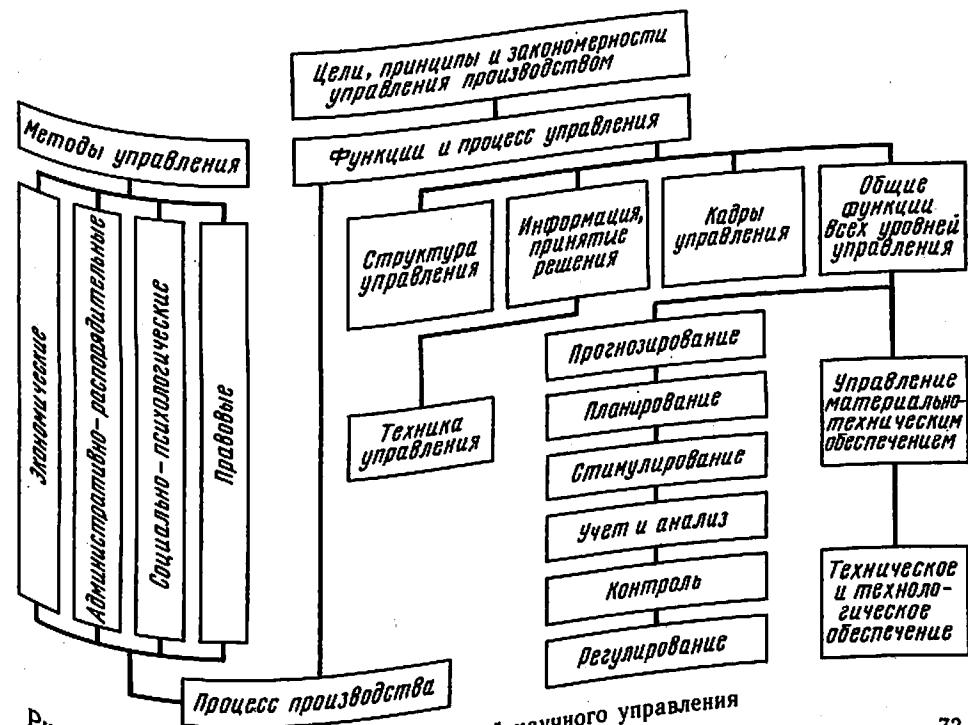 Цели, принципы и закономерности
управления производством
Методы управления
Функции и процесс управления
Экономические
Административно-распорядительные
Социально-психологические
Правовые
Структура
управления
Информация,
принятие
решения
Кадры
управления
Общие
функции
всех уровней
управления
Техника
управления
Прогнозирование
Планирование
Стимулирование
Учет и анализ
Контроль
Регулирование
Управление
материально-
техническим
обеспечением
Техническое
и техноло-
гическое
обеспечение
Процесс производства
научного управления